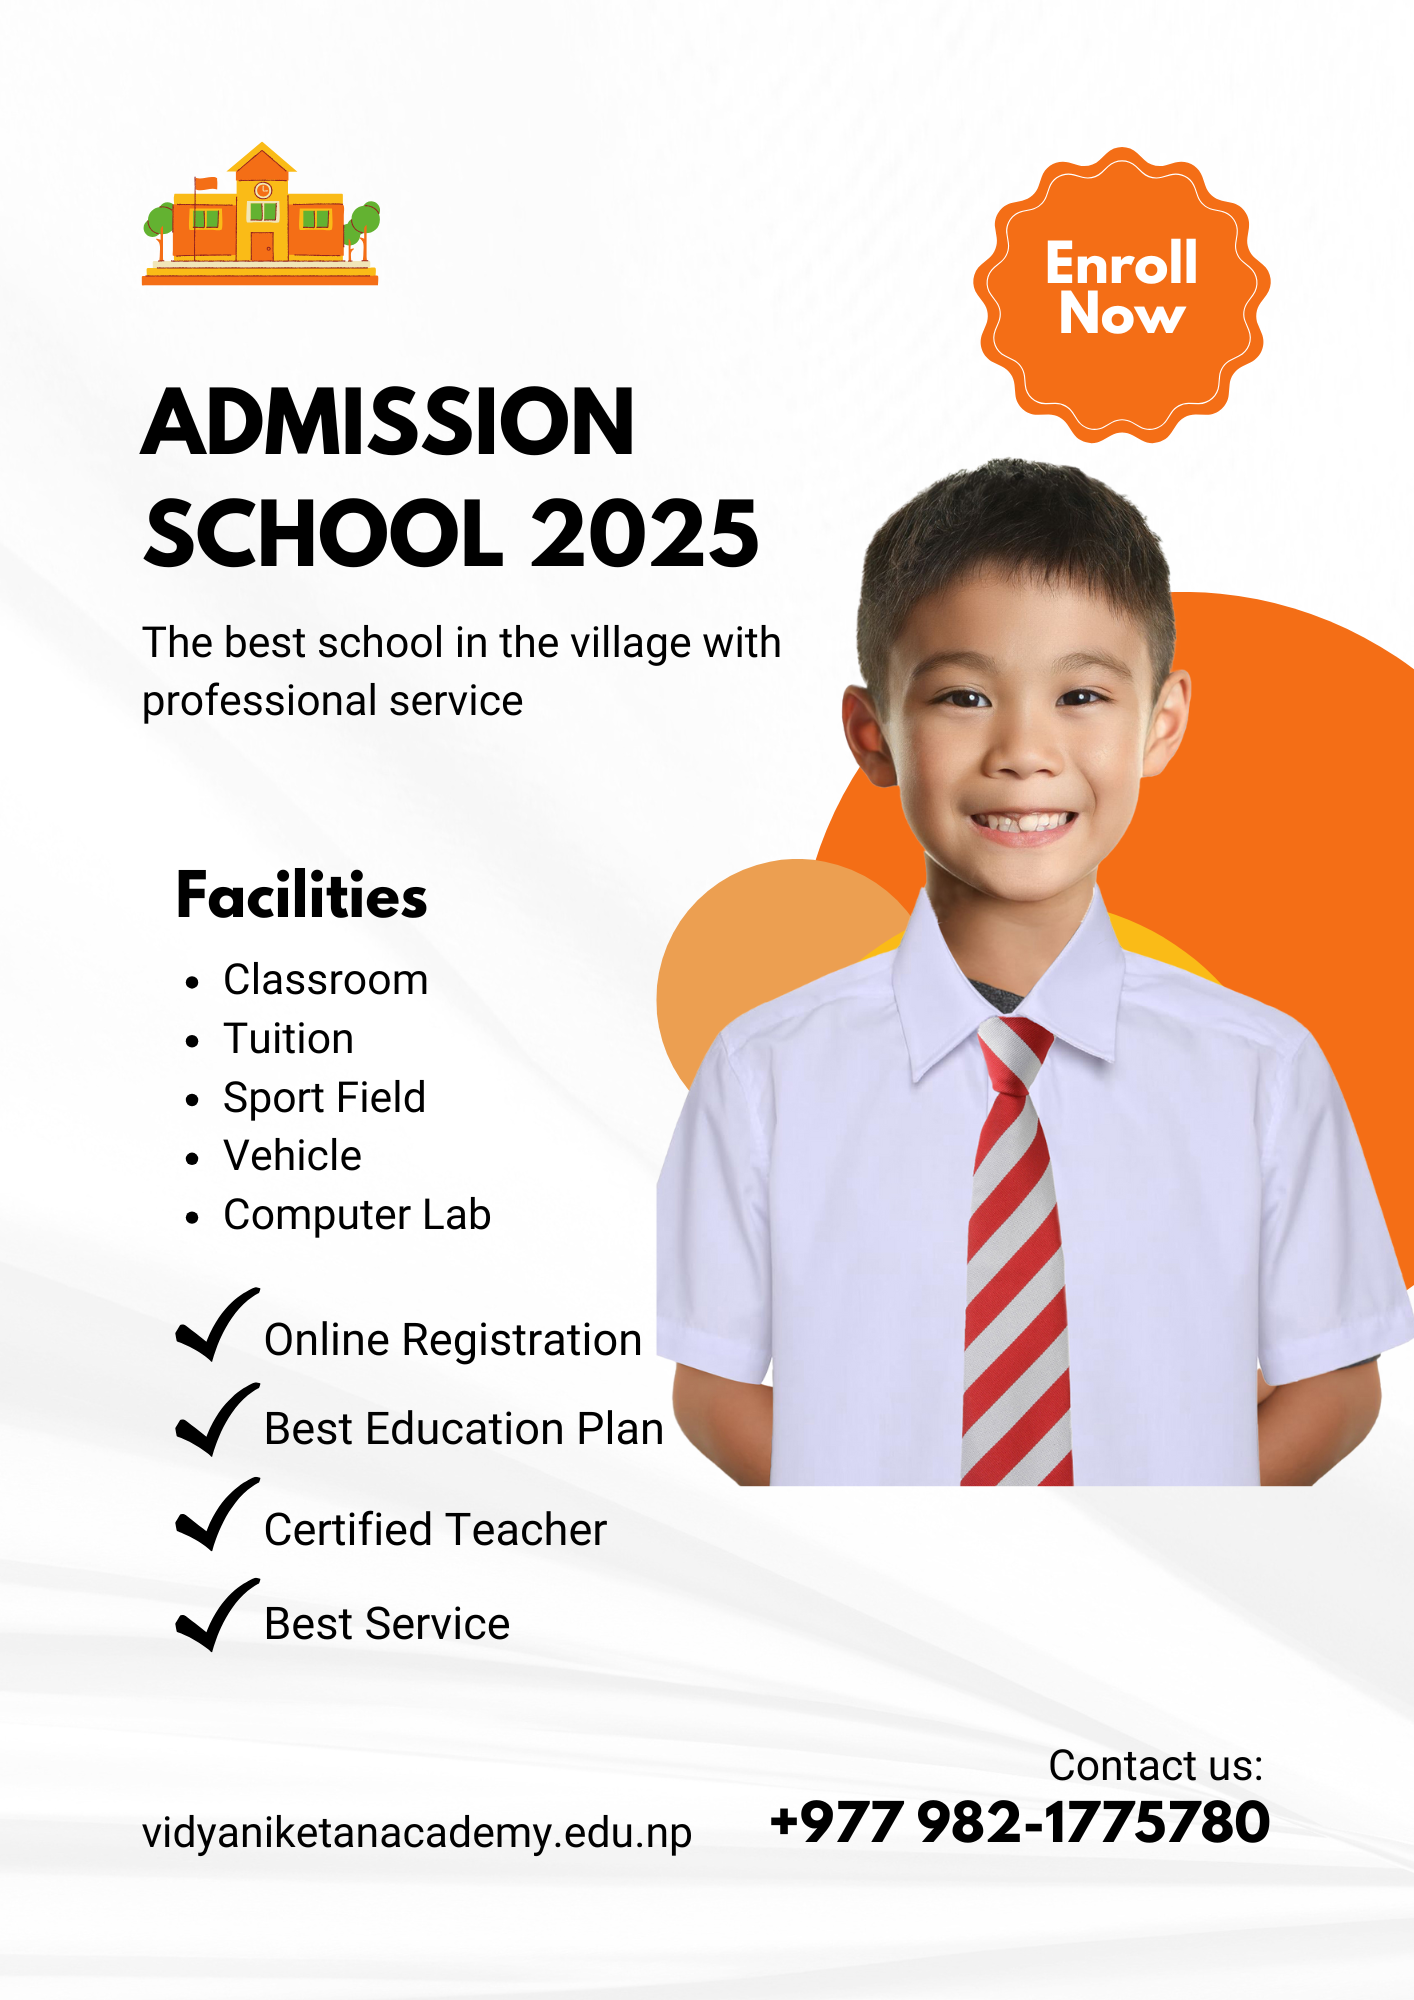 Enroll
Now
ADMISSION
SCHOOL 2025
The best school in the village with
professional service
Facilities
• Classroom
• Tuition
• Sport Field
• Vehicle
• Computer Lab
Online Registration
Best Education Plan
Certified Teacher
Best Service
Contact us:
+977 982-1775780
vidyaniketanacademy.edu.np